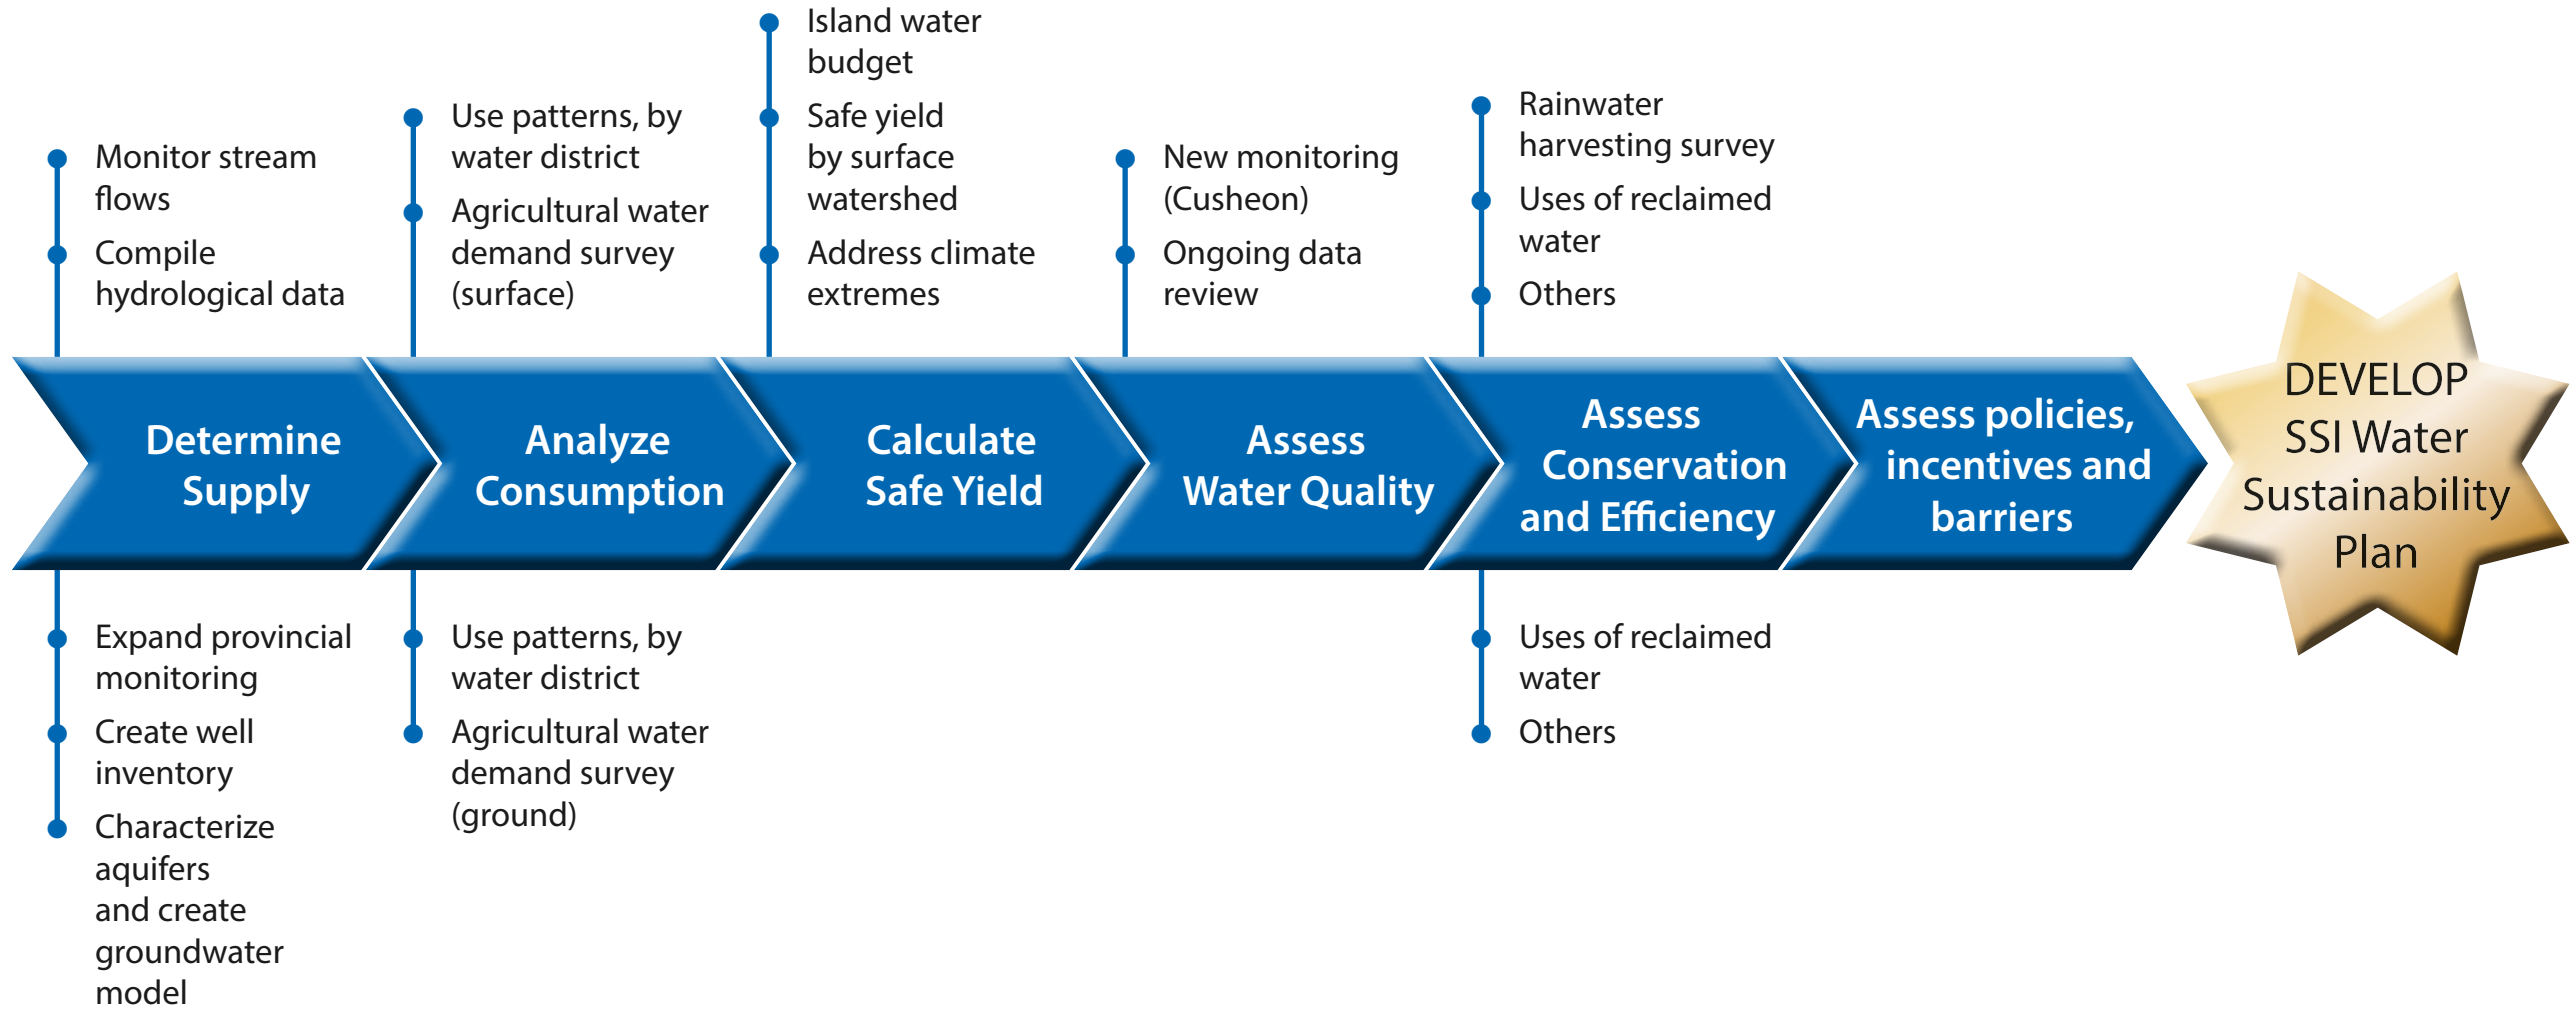 Monitor stream
flows
Compile
hydrological data
Use patterns, by
water district
Agricultural water
demand survey
(surface)
Island water
budget
Safe yield
by surface
watershed
Address climate
extremes
New monitoring
(Cusheon)
Ongoing data
review
Rainwater
harvesting survey
Uses of reclaimed
water
Others
Determine
Supply
Analyze
Consumption
Calculate
Safe Yield
Assess
Water Quality
Assess
Conservation
and Efficiency
Assess policies,
incentives and
barriers
DEVELOP
SSI Water
Sustainability
Plan
Expand provincial
monitoring
Create well
inventory
Characterize
aquifers
and create
groundwater
model
Use patterns, by
water district
Agricultural water
demand survey
(ground)
Uses of reclaimed
water
Others